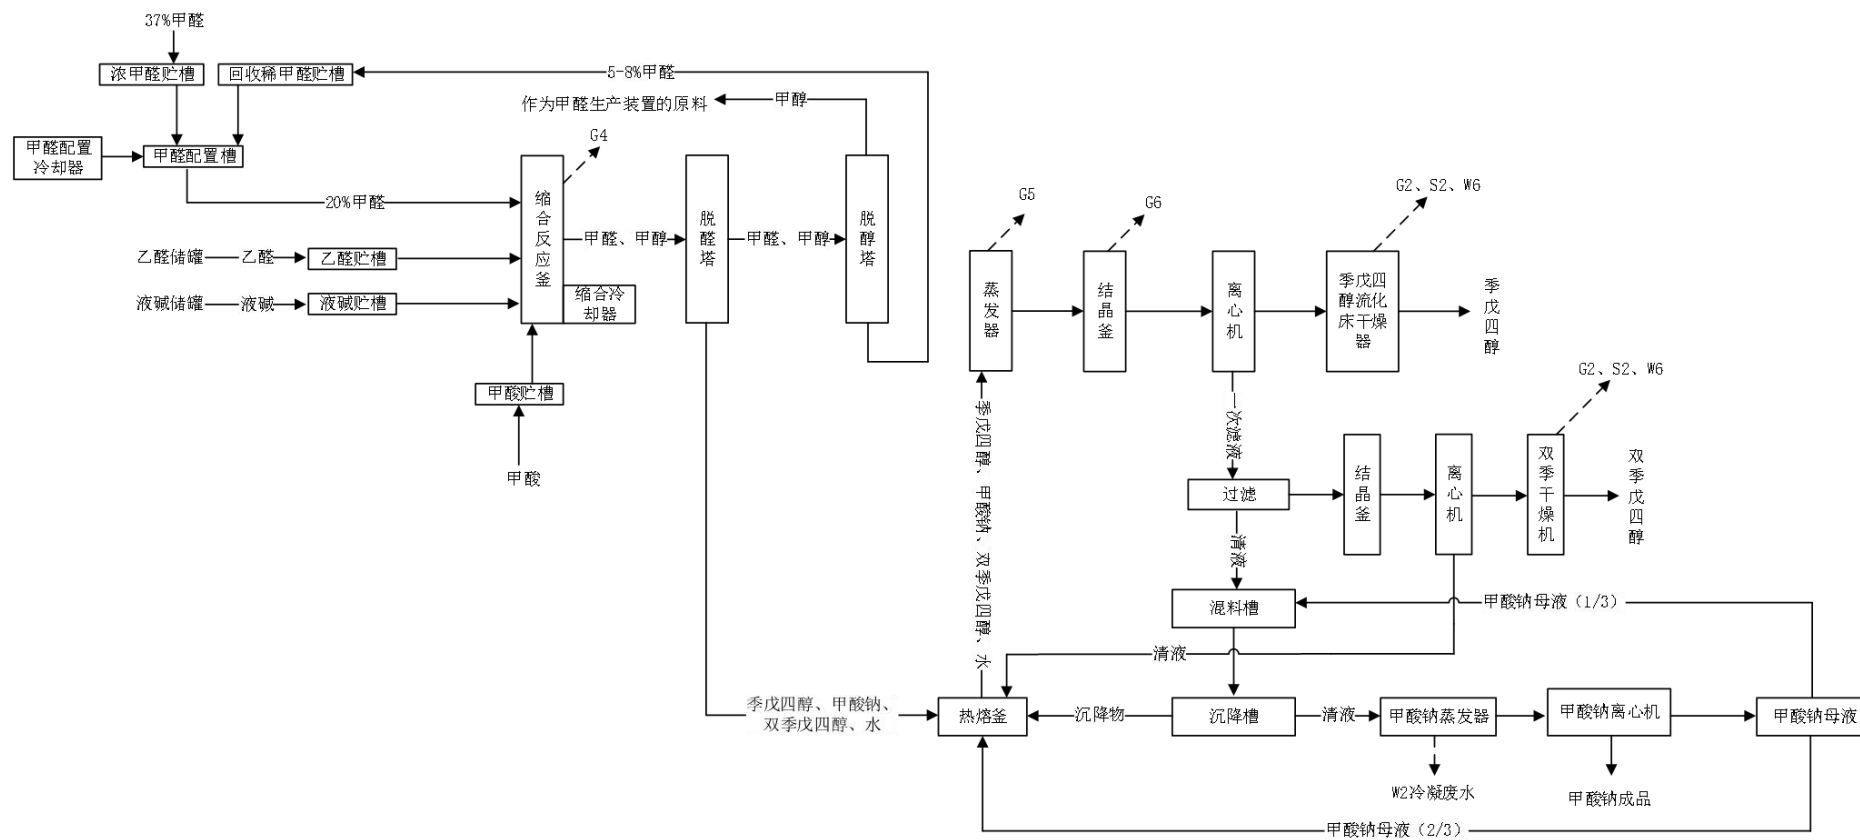 37%甲醛
浓甲醛贮槽
回收稀甲醛贮槽
5-8%甲醛
作为甲醛生产装置的原料
甲醇
甲醛配置
冷却器
甲醛配置槽
G4
20%甲醛
缩合反应釜
甲醛、甲醇
脱醛塔
甲醛、甲醇
脱醇塔
乙醛储罐
乙醛
乙醛贮槽
液碱储罐
液碱
液碱贮槽
缩合冷
却器
甲酸贮槽
甲酸
G5
G6
G2、S2、W6
蒸发器
结晶釜
离心机
季戊四
醇流化
床干燥
器
季戊四醇
G2、S2、W6
季戊四醇、甲酸钠、双季戊四醇、水
一次滤液
过滤
结晶釜
离心机
双季干燥机
双季戊四醇
清液
混料槽
甲酸钠母液（1/3）
清液
季戊四醇、甲酸钠、
双季戊四醇、水
热熔釜
沉降物
沉降槽
清液
甲酸钠蒸发器
甲酸钠离心机
甲酸钠母液
W2冷凝废水
甲酸钠成品
甲酸钠母液（2/3）